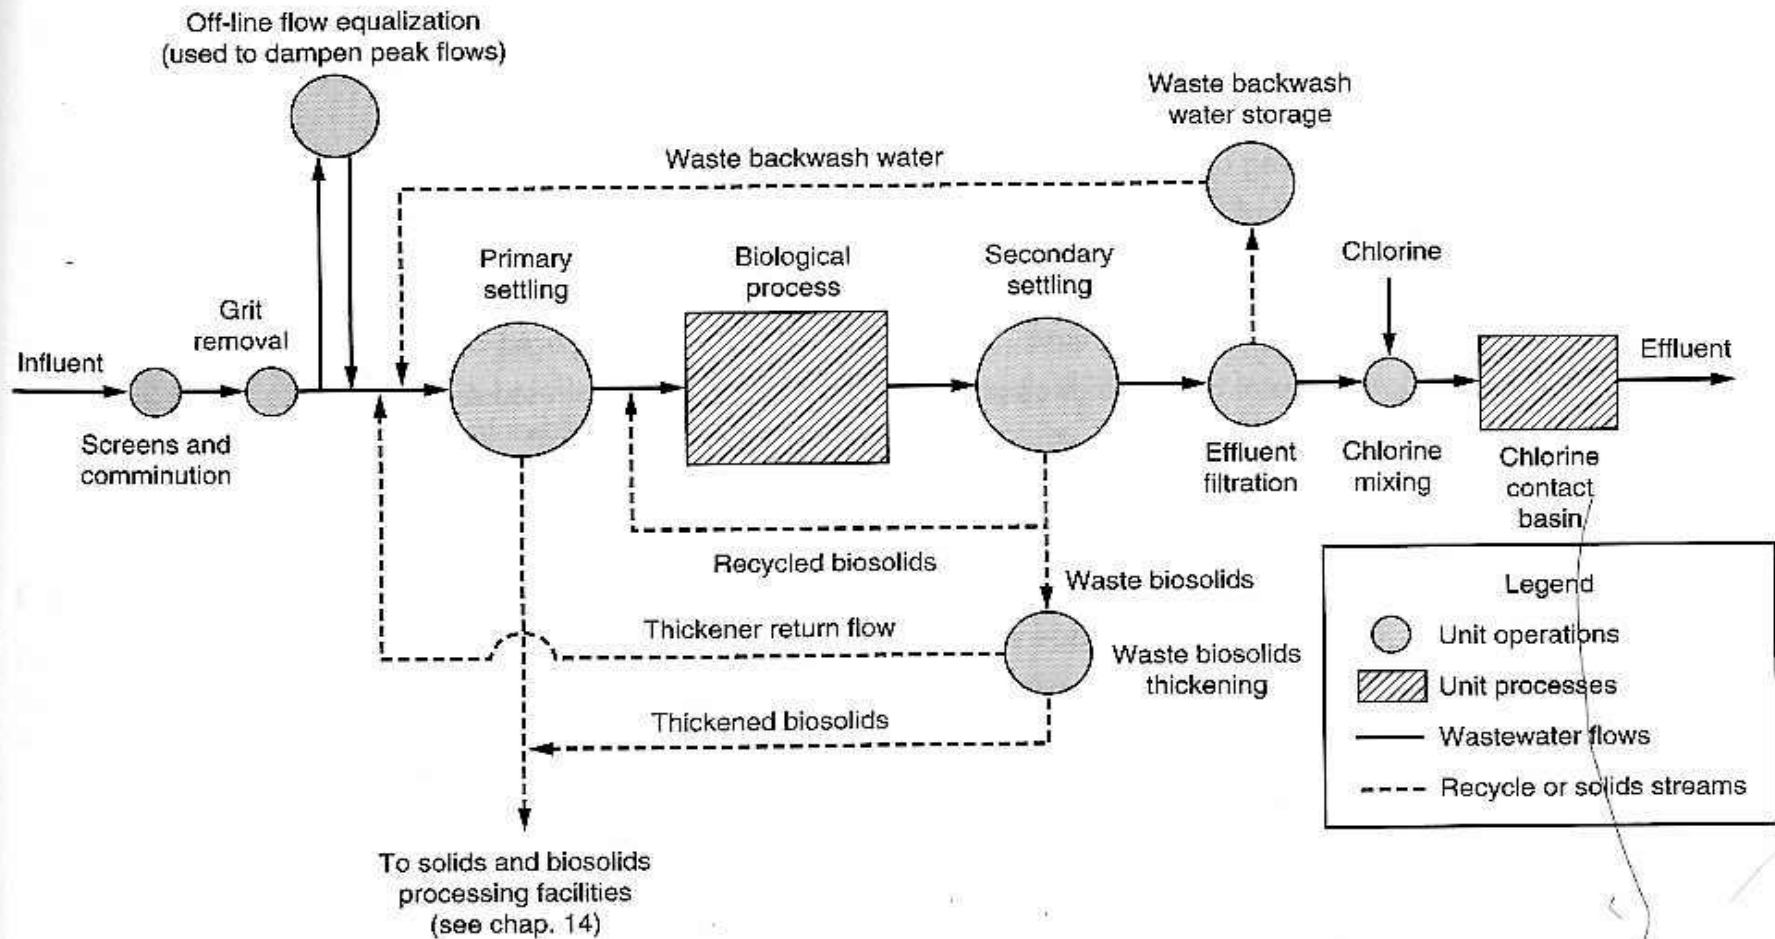 Off-line flow equalization
(used to dampen peak flows)
Waste backwash
water storage
Waste backwash water
Primary
settling
Biological
process
Secondary
settling
Chlorine
Grit
removal
Influent
Effluent
Screens and
comminution
Effluent
filtration
Chlorine
mixing
Chlorine
contact
basin
Recycled biosolids
Waste biosolids
Thickener return flow
Waste biosolids
thickening
Thickened biosolids
To solids and biosolids
processing facilities
(see chap. 14)
Legend
Unit operations
Unit processes
Wastewater flows
Recycle or solids streams